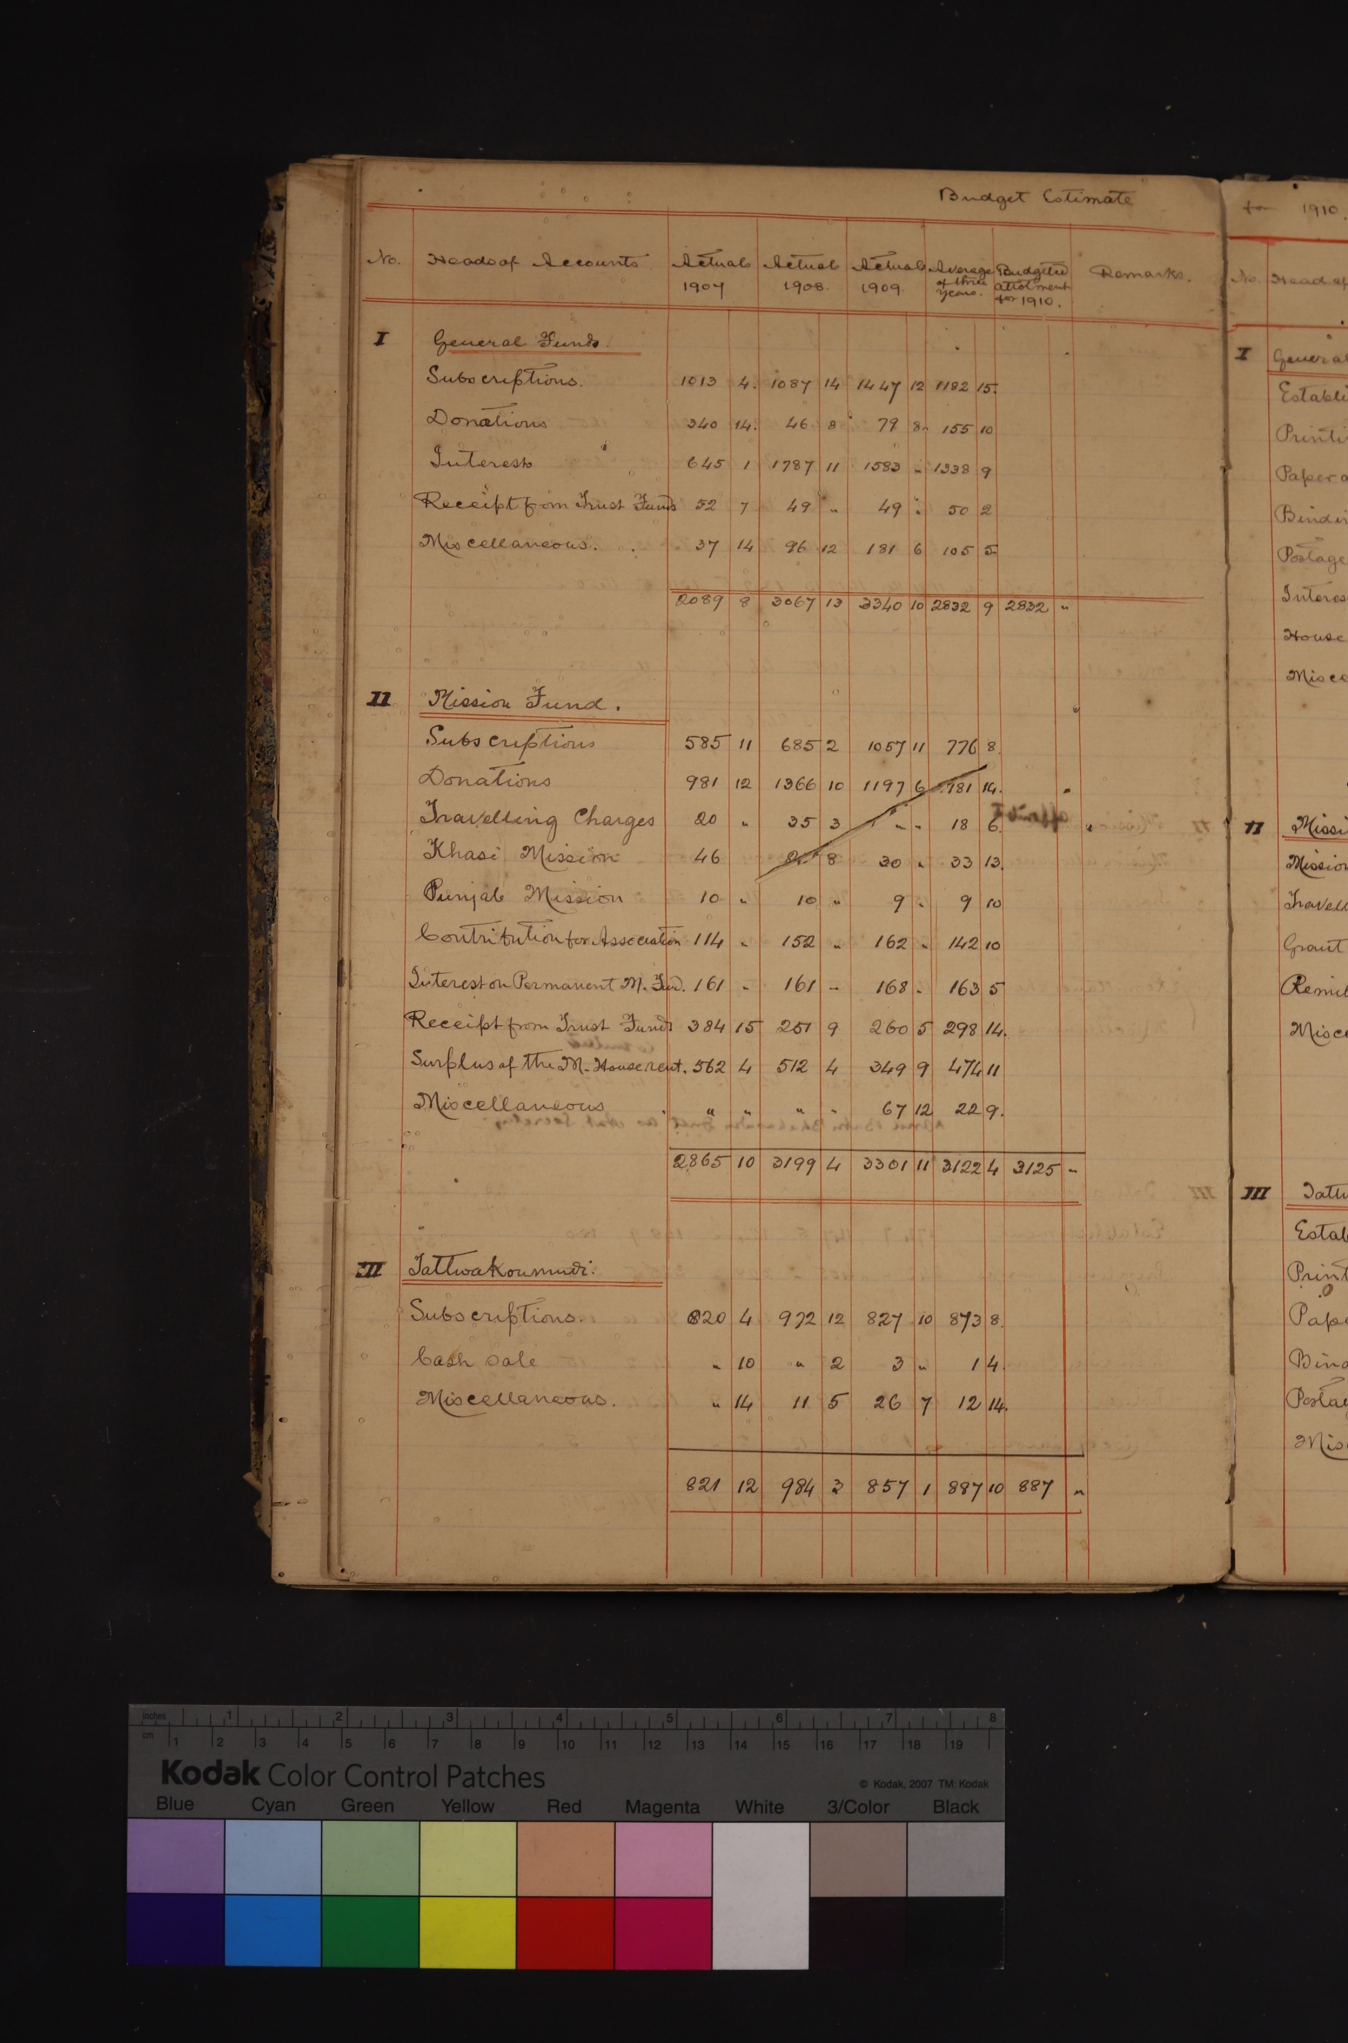 Budget Estimate
No. Heads of Accounts Actuals 1907 Actual 1908. Actuals 1909. Average of three years. Budgeted allotment for 1910. Remarks.
I General Funds.
Subscriptions. 1013 4. 1087 14 1447 12 1182 15.
Donations 340 14. 46 8 79 8 155 10
Interests 645 1 1787 11 1583 " 1338 9
Receipt from Trust Funds 52 7 49 " 49 " 50 2
Miscellaneous. 37 14 96 12 181 6 105 5
2089 8 3067 13 3340 10 2832 9 2832 "
II Mission Fund.
Subscriptions 585 11 685 2 1057 11 776 8.
Donations 981 12 1366 10 1197 6 981 14.
Travelling Charges 20 " 35 3 " " 18 6.
Khasi Mission 46 8 30 " 33 13.
Punjab Mission 10 " 10 " 9 " 9 10
Contribution for Association 114 " 152 " 162 " 142 10
Interest on Permanent M. Fund. 161 " 161 " 168 " 163 5
Receipt from Trust Funds 384 15 251 9 260 5 298 14.
Surplus of the M. House rent. 562 4 512 4 349 9 474 11
Miscellaneous " " " " 67 12 22 9.
2865 10 3199 4 3301 11 3122 4 3125 "
III Tattwakoumudi.
Subscriptions. 820 4 972 12 827 10 873 8.
Cash sale " 10 " 2 3 " 1 4.
Miscellaneous. " 14 11 5 26 7 12 14.
821 12 984 3 857 1 887 10 887 "
for 1910.
No. Head of
I General
Establi
Printi
Paper a
Bindin
Postage
Interes
House
Misce
II Missi
Mission
Travell
Grant
Remit
Misce
III Tattw
Estab
Print
Pape
Bind
Postag
Mis
inches 1 2 3 4 5 6 7 8
cm 1 2 3 4 5 6 7 8 9 10 11 12 13 14 15 16 17 18 19
Kodak Color Control Patches
© Kodak, 2007 TM: Kodak
Blue Cyan Green Yellow Red Magenta White 3/Color Black